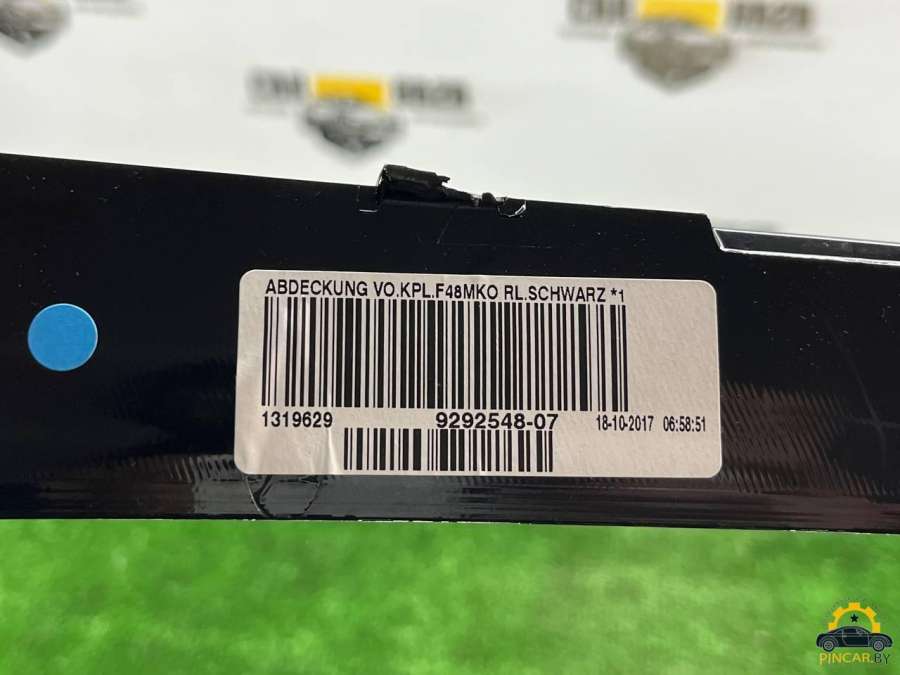 ABDECKUNG VO.KPL.F48MKO RL.SCHWARZ *1
1319629 9292548-07 18-10-2017 06:58:51
PINCAR.BY